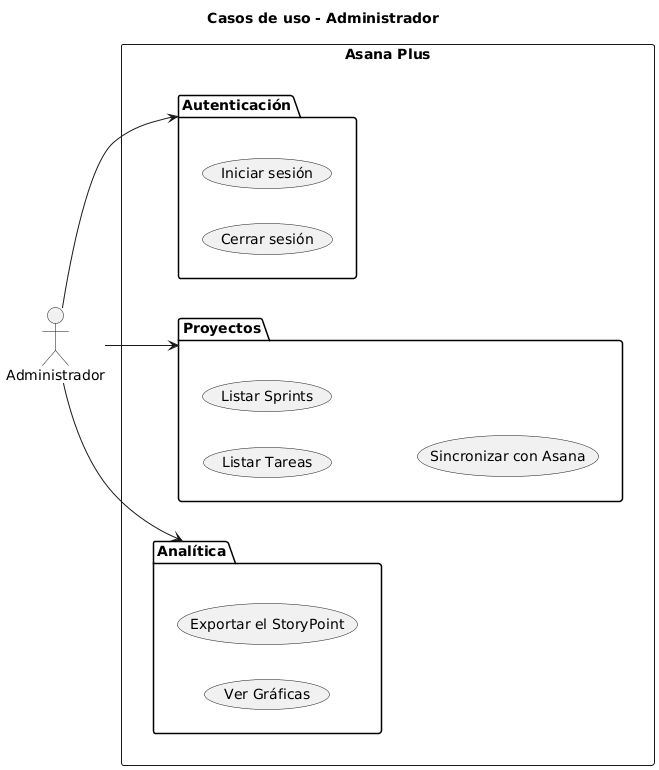 Casos de uso - Administrador
Asana Plus
Autenticación
Iniciar sesión
Cerrar sesión
Administrador
Proyectos
Listar Sprints
Listar Tareas
Sincronizar con Asana
Analítica
Exportar el StoryPoint
Ver Gráficas